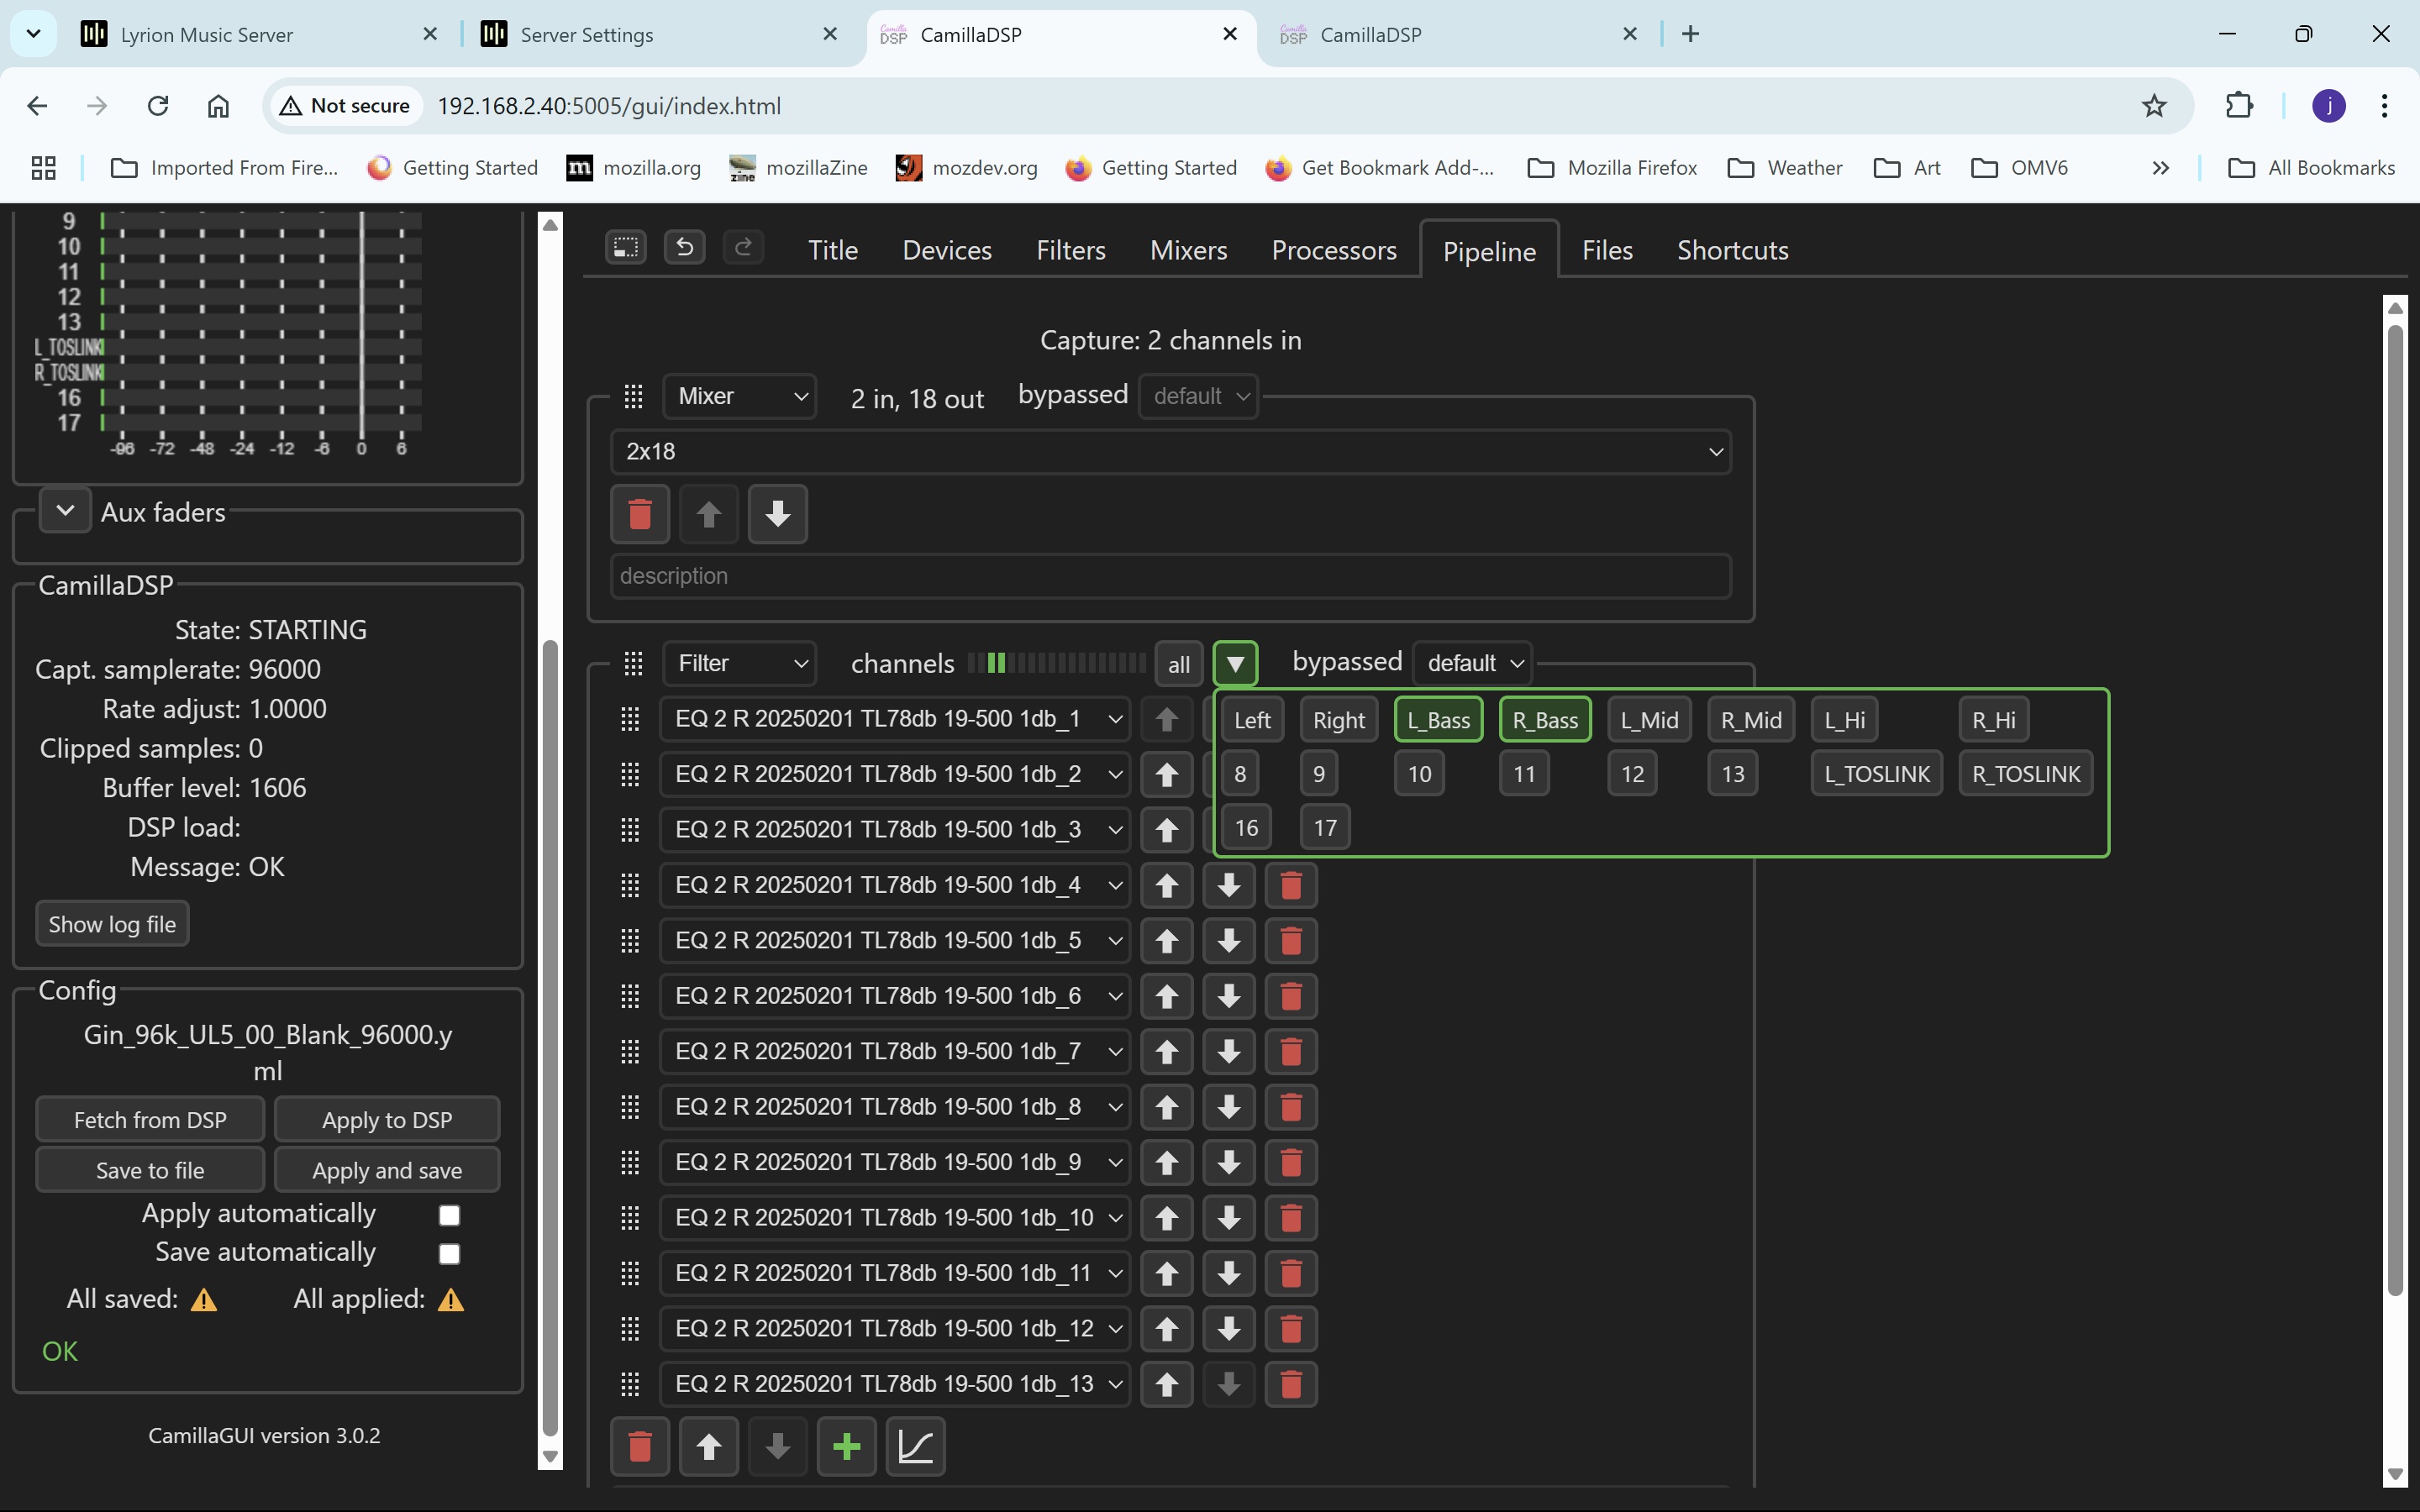 Lyrion Music Server
Server Settings
CamillaDSP
CamillaDSP
Not secure
192.168.2.40:5005/gui/index.html
j
Imported From Fire...
Getting Started
m mozilla.org
mozillaZine
mozdev.org
Getting Started
Get Bookmark Add-...
Mozilla Firefox
Weather
Art
OMV6
All Bookmarks
9
10
11
12
13
L_TOSLINK
R_TOSLINK
16
17
-96 -72 -48 -24 -12 -6 0 6
Aux faders
CamillaDSP
State: STARTING
Capt. samplerate: 96000
Rate adjust: 1.0000
Clipped samples: 0
Buffer level: 1606
DSP load:
Message: OK
Show log file
Config
Gin_96k_UL5_00_Blank_96000.y
ml
Fetch from DSP Apply to DSP
Save to file Apply and save
Apply automatically
Save automatically
All saved: All applied:
OK
CamillaGUI version 3.0.2
Title Devices Filters Mixers Processors Pipeline Files Shortcuts
Capture: 2 channels in
Mixer 2 in, 18 out bypassed default
2x18
description
Filter channels all ▼ bypassed default
Left Right L_Bass R_Bass L_Mid R_Mid L_Hi R_Hi
8 9 10 11 12 13 L_TOSLINK R_TOSLINK
16 17
EQ 2 R 20250201 TL78db 19-500 1db_1
EQ 2 R 20250201 TL78db 19-500 1db_2
EQ 2 R 20250201 TL78db 19-500 1db_3
EQ 2 R 20250201 TL78db 19-500 1db_4
EQ 2 R 20250201 TL78db 19-500 1db_5
EQ 2 R 20250201 TL78db 19-500 1db_6
EQ 2 R 20250201 TL78db 19-500 1db_7
EQ 2 R 20250201 TL78db 19-500 1db_8
EQ 2 R 20250201 TL78db 19-500 1db_9
EQ 2 R 20250201 TL78db 19-500 1db_10
EQ 2 R 20250201 TL78db 19-500 1db_11
EQ 2 R 20250201 TL78db 19-500 1db_12
EQ 2 R 20250201 TL78db 19-500 1db_13